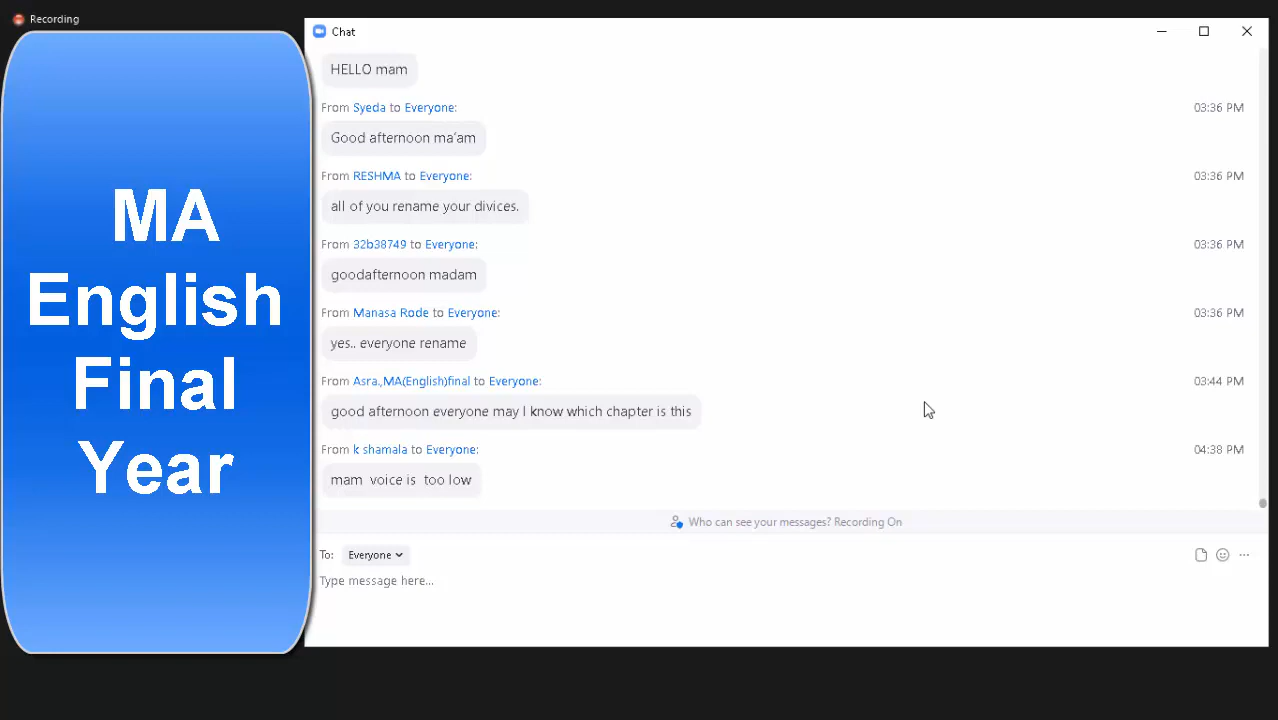 Recording
MA
English
Final
Year
Chat
HELLO mam
From Syeda to Everyone: 03:36 PM
Good afternoon ma'am
From RESHMA to Everyone: 03:36 PM
all of you rename your divices.
From 32b38749 to Everyone: 03:36 PM
goodafternoon madam
From Manasa Rode to Everyone: 03:36 PM
yes.. everyone rename
From Asra.,MA(English)final to Everyone: 03:44 PM
good afternoon everyone may I know which chapter is this
From k shamala to Everyone: 04:38 PM
mam voice is too low
Who can see your messages? Recording On
To: Everyone
Type message here...